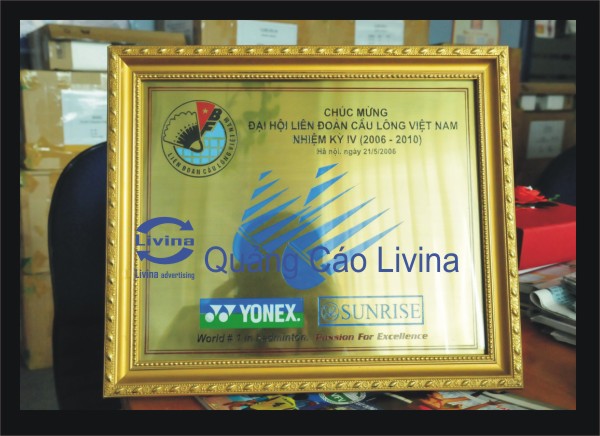 CHÚC MỪNG
ĐẠI HỘI LIÊN ĐOÀN CẦU LÔNG VIỆT NAM
NHIỆM KỲ IV (2006 - 2010)
Hà nội, ngày 21/5/2006
LIÊN ĐOÀN CẦU LÔNG VIỆT NAM
Livina
Livina advertising
Quảng Cáo Livina
YONEX.
SUNRISE
World # 1 in Badminton.
Passion For Excellence